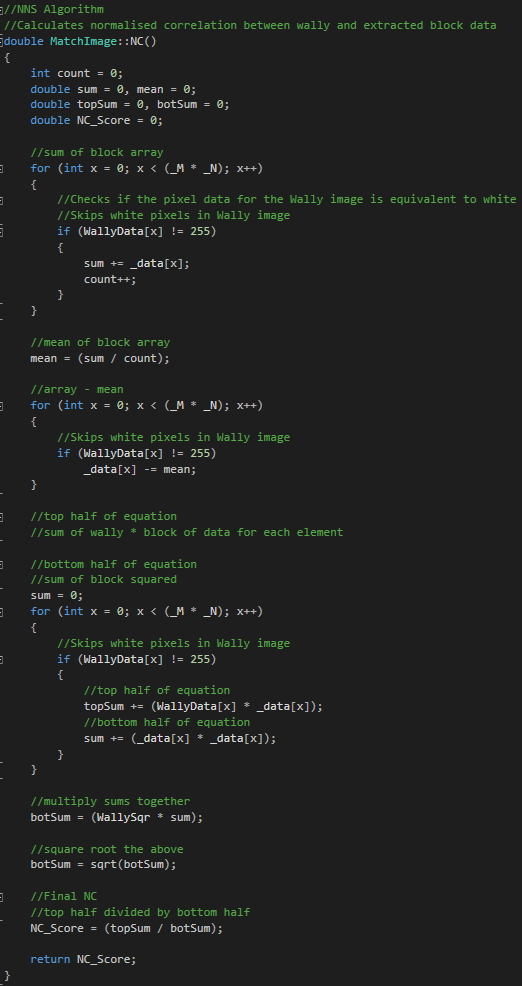 //NNS Algorithm
//Calculates normalised correlation between wally and extracted block data
double MatchImage::NC()
{
    int count = 0;
    double sum = 0, mean = 0;
    double topSum = 0, botSum = 0;
    double NC_Score = 0;

    //sum of block array
    for (int x = 0; x < (_M * _N); x++)
    {
        //Checks if the pixel data for the Wally image is equivalent to white
        //Skips white pixels in Wally image
        if (WallyData[x] != 255)
        {
            sum += _data[x];
            count++;
        }
    }

    //mean of block array
    mean = (sum / count);

    //array - mean
    for (int x = 0; x < (_M * _N); x++)
    {
        //Skips white pixels in Wally image
        if (WallyData[x] != 255)
            _data[x] -= mean;
    }

    //top half of equation
    //sum of wally * block of data for each element

    //bottom half of equation
    //sum of block squared
    sum = 0;
    for (int x = 0; x < (_M * _N); x++)
    {
        //Skips white pixels in Wally image
        if (WallyData[x] != 255)
        {
            //top half of equation
            topSum += (WallyData[x] * _data[x]);
            //bottom half of equation
            sum += (_data[x] * _data[x]);
        }
    }

    //multiply sums together
    botSum = (WallySqr * sum);

    //square root the above
    botSum = sqrt(botSum);

    //Final NC
    //top half divided by bottom half
    NC_Score = (topSum / botSum);

    return NC_Score;
}